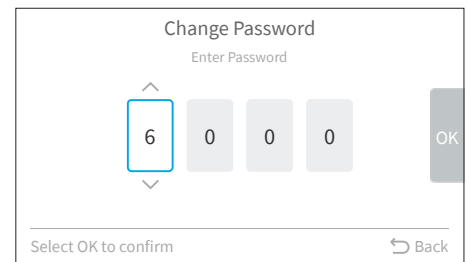 Change Password
Enter Password
6 0 0 0
OK
Select OK to confirm
Back